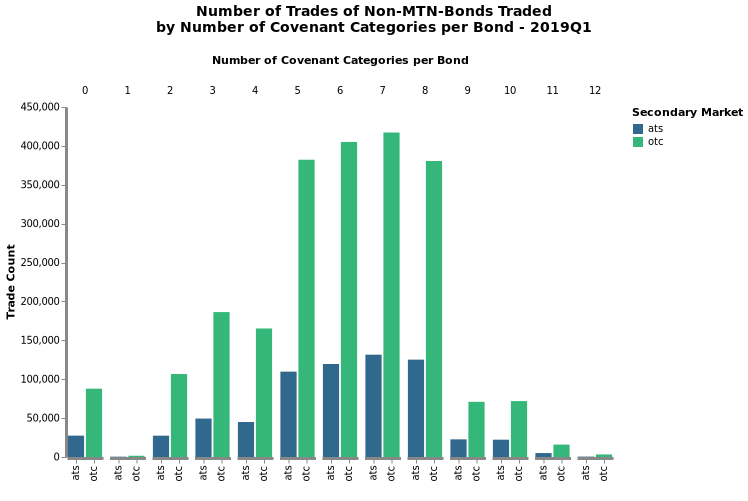 Number of Trades of Non-MTN-Bonds Traded
by Number of Covenant Categories per Bond - 2019Q1
Number of Covenant Categories per Bond
0 1 2 3 4 5 6 7 8 9 10 11 12
Secondary Market
ats
otc
Trade Count
450,000
400,000
350,000
300,000
250,000
200,000
150,000
100,000
50,000
0
ats otc ats otc ats otc ats otc ats otc ats otc ats otc ats otc ats otc ats otc ats otc ats otc ats otc